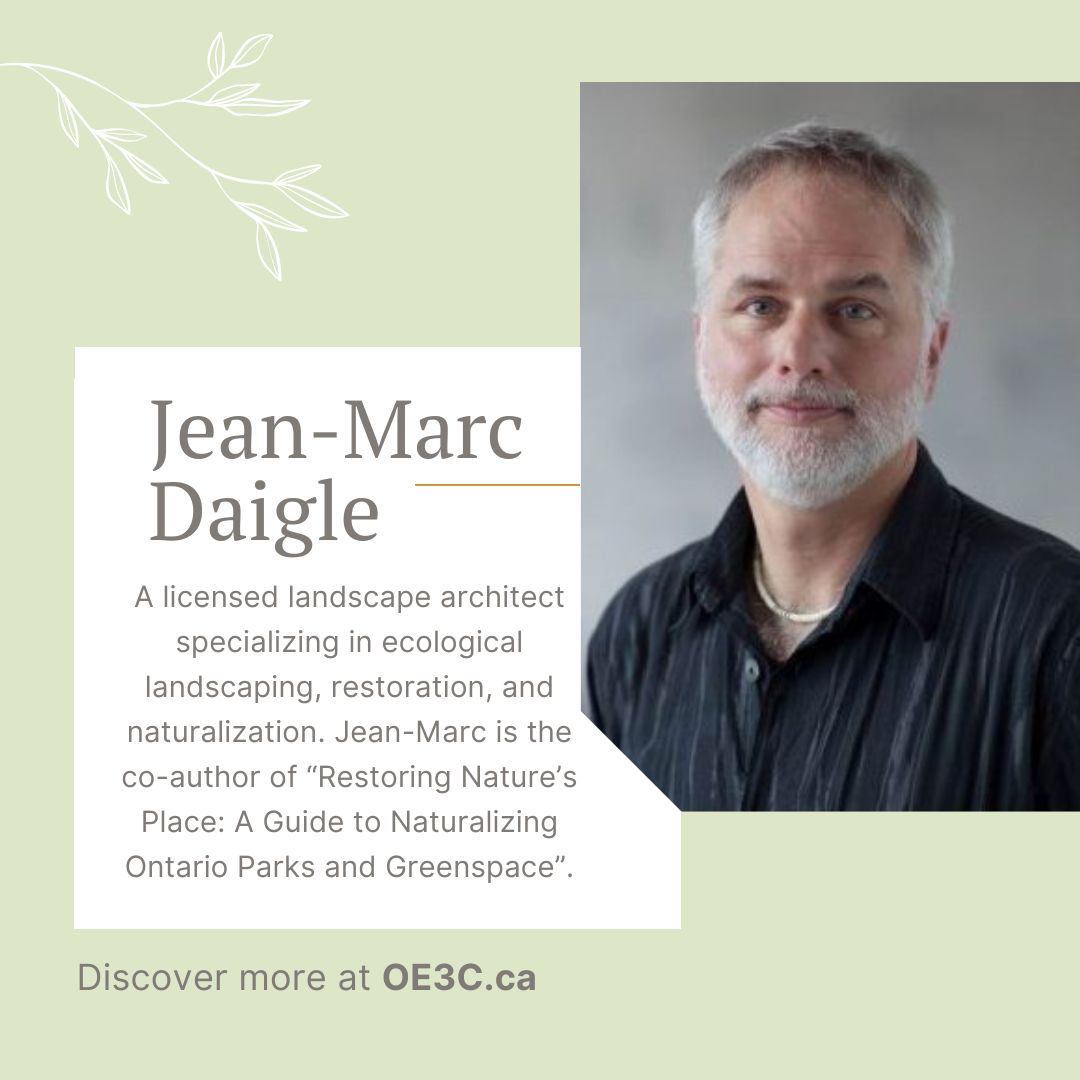 Jean-Marc
Daigle
A licensed landscape architect
specializing in ecological
landscaping, restoration, and
naturalization. Jean-Marc is the
co-author of “Restoring Nature’s
Place: A Guide to Naturalizing
Ontario Parks and Greenspace”.
Discover more at OE3C.ca